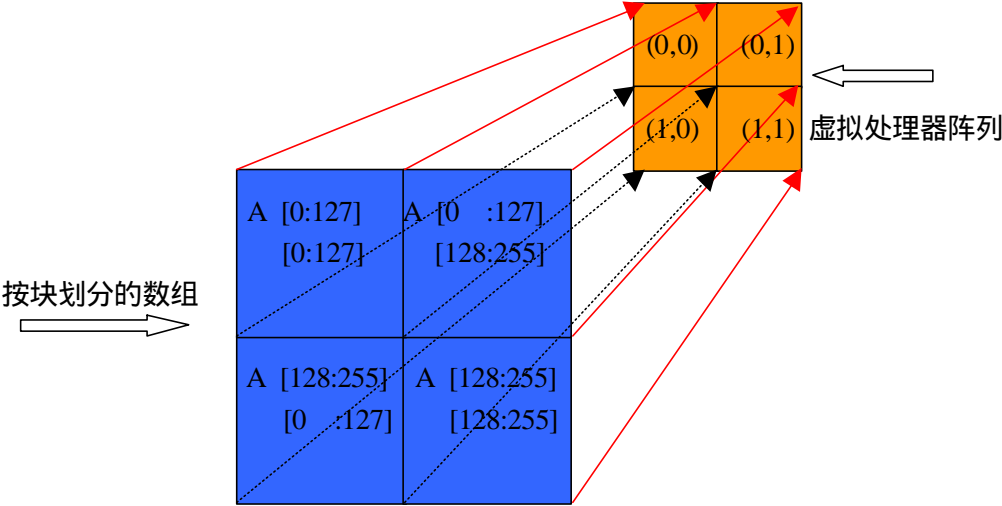 (0,0) (0,1)
(1,0) (1,1)
虚拟处理器阵列
A [0:127] A [0 :127]
[0:127] [128:255]
按块划分的数组
A [128:255] A [128:255]
[0 :127] [128:255]